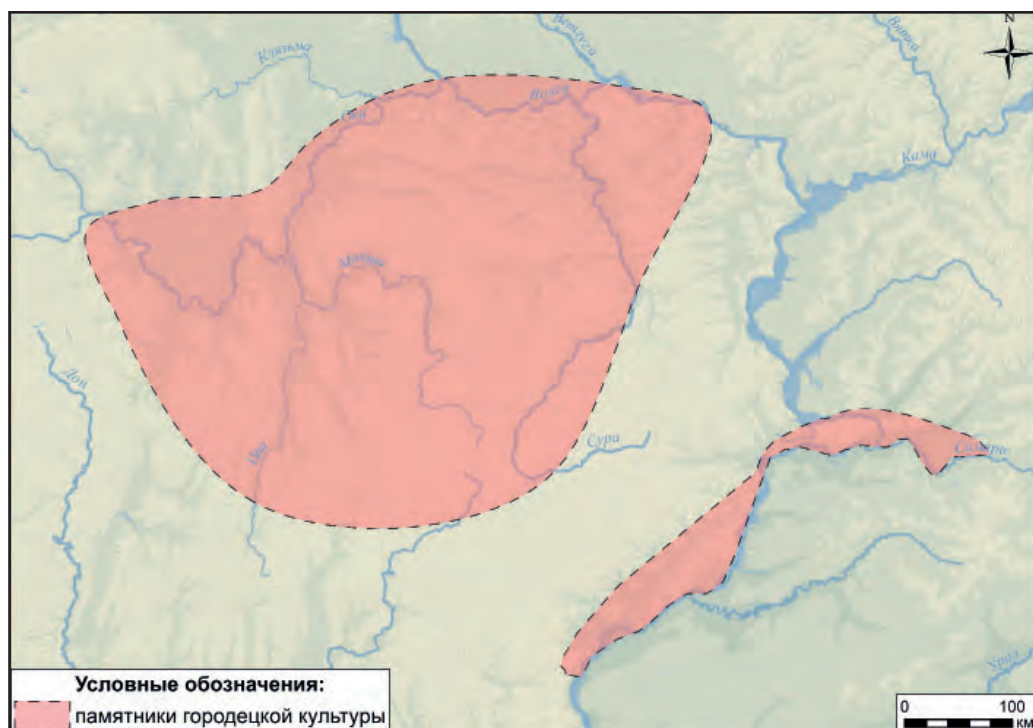 N
Ветлуга
Вятка
Клязьма
Волга
Ока
Кама
Мокша
Дон
Цна
Сура
Самара
Урал
Условные обозначения:
памятники городецкой культуры
0 100
КМ